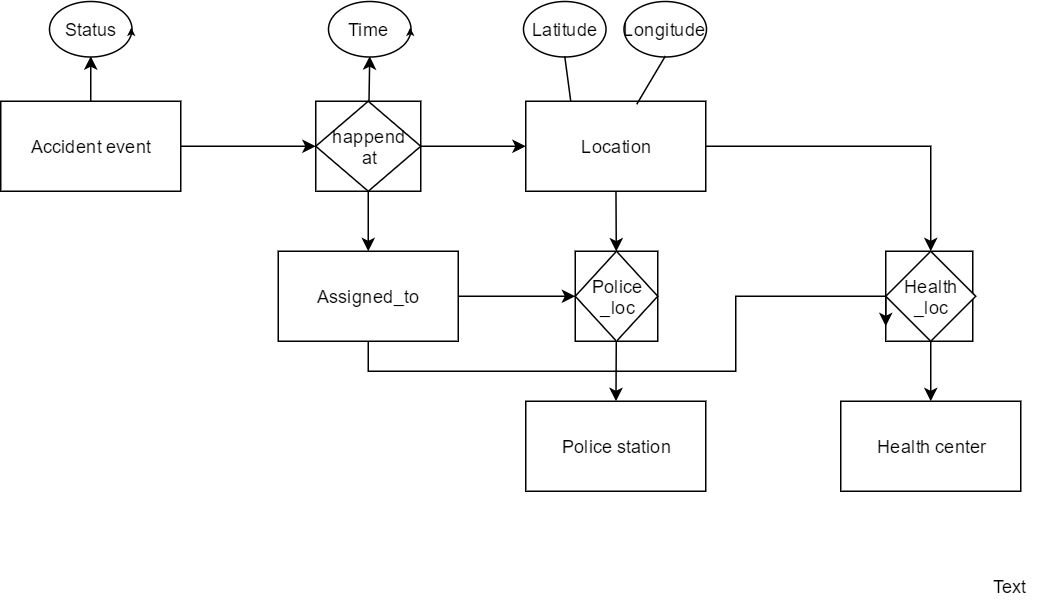 Status
Time
Latitude
Longitude
Accident event
happend
at
Location
Assigned_to
Police
_loc
Health
_loc
Police station
Health center
Text